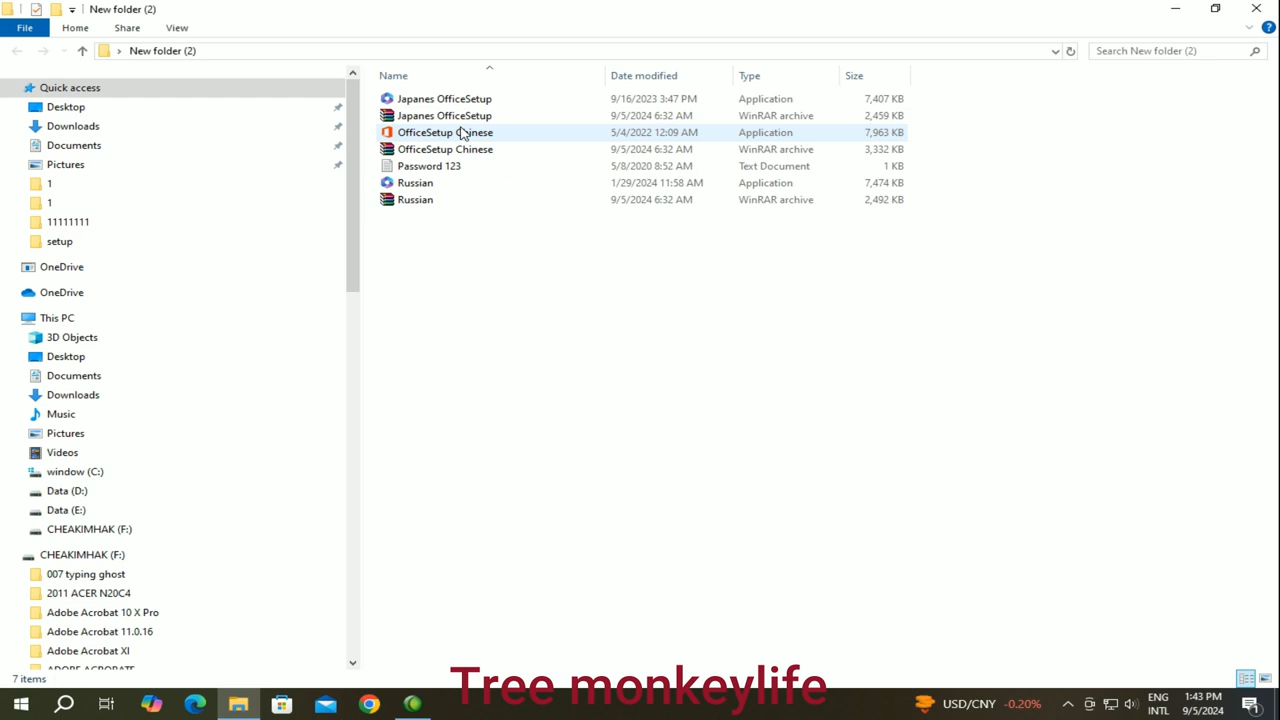 New folder (2)
File
Home
Share
View
New folder (2)
Search New folder (2)
Name
Date modified
Type
Size
Japanes OfficeSetup 9/16/2023 3:47 PM Application 7,407 KB
Japanes OfficeSetup 9/5/2024 6:32 AM WinRAR archive 2,459 KB
OfficeSetup Chinese 5/4/2022 12:09 AM Application 7,963 KB
OfficeSetup Chinese 9/5/2024 6:32 AM WinRAR archive 3,332 KB
Password 123 5/8/2020 8:52 AM Text Document 1 KB
Russian 1/29/2024 11:58 AM Application 7,474 KB
Russian 9/5/2024 6:32 AM WinRAR archive 2,492 KB
Quick access
Desktop
Downloads
Documents
Pictures
1
1
11111111
setup
OneDrive
OneDrive
This PC
3D Objects
Desktop
Documents
Downloads
Music
Pictures
Videos
window (C:)
Data (D:)
Data (E:)
CHEAKIMHAK (F:)
CHEAKIMHAK (F:)
007 typing ghost
2011 ACER N20C4
Adobe Acrobat 10 X Pro
Adobe Acrobat 11.0.16
Adobe Acrobat XI
ADOBE ACROBATE
7 items
Tree monkeylife
USD/CNY -0.20%
ENG
INTL
1:43 PM
9/5/2024